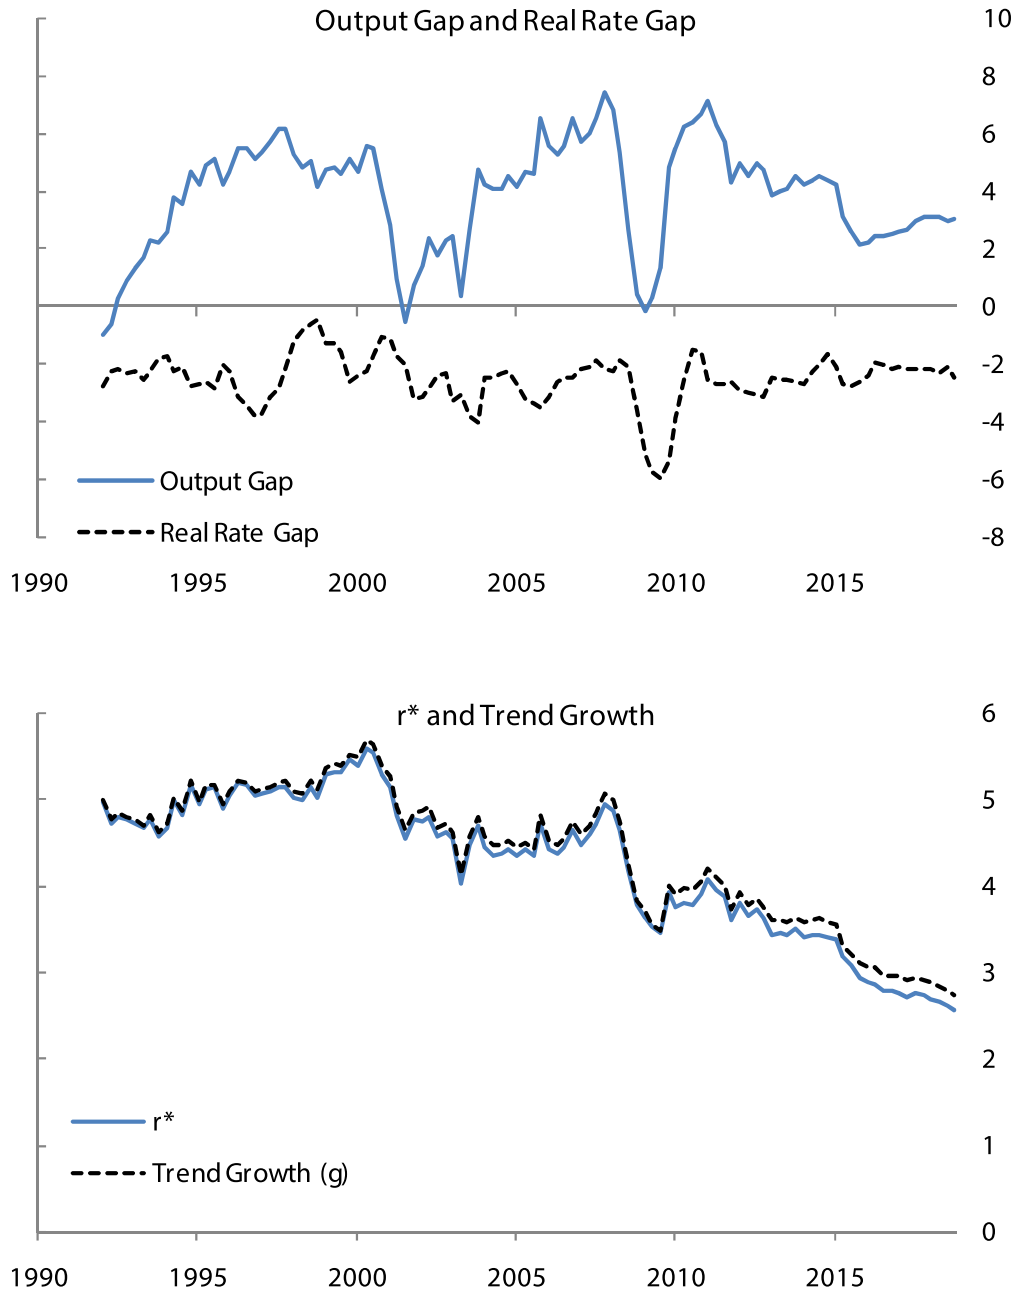 Output Gap and Real Rate Gap
10
8
6
4
2
0
-2
-4
-6
-8
Output Gap
Real Rate Gap
1990 1995 2000 2005 2010 2015
r* and Trend Growth
6
5
4
3
2
1
0
r*
Trend Growth (g)
1990 1995 2000 2005 2010 2015